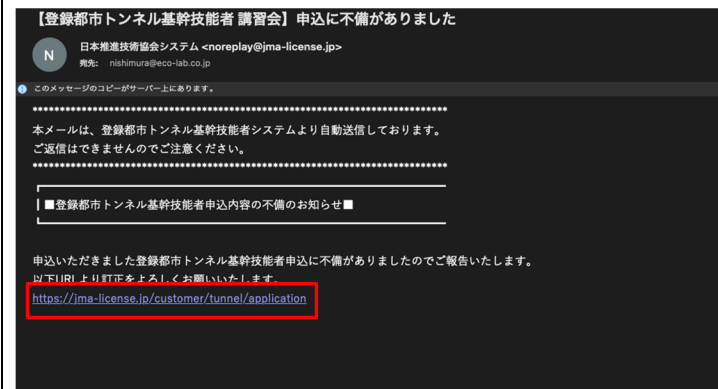 【登録都市トンネル基幹技能者 講習会】申込に不備がありました
N
日本推進技術協会システム <noreplay@jma-license.jp>
宛先: nishimura@eco-lab.co.jp
このメッセージのコピーがサーバー上にあります。
******************************************************************************
本メールは、登録都市トンネル基幹技能者システムより自動送信しております。
ご返信はできませんのでご注意ください。
******************************************************************************
┏━━━━━━━━━━━━━━━━━━━━━━━━━━━━━━
┃■登録都市トンネル基幹技能者申込内容の不備のお知らせ■
┗━━━━━━━━━━━━━━━━━━━━━━━━━━━━━━
申込いただきました登録都市トンネル基幹技能者申込に不備がありましたのでご報告いたします。
以下URLより訂正をよろしくお願いいたします。
https://jma-license.jp/customer/tunnel/application